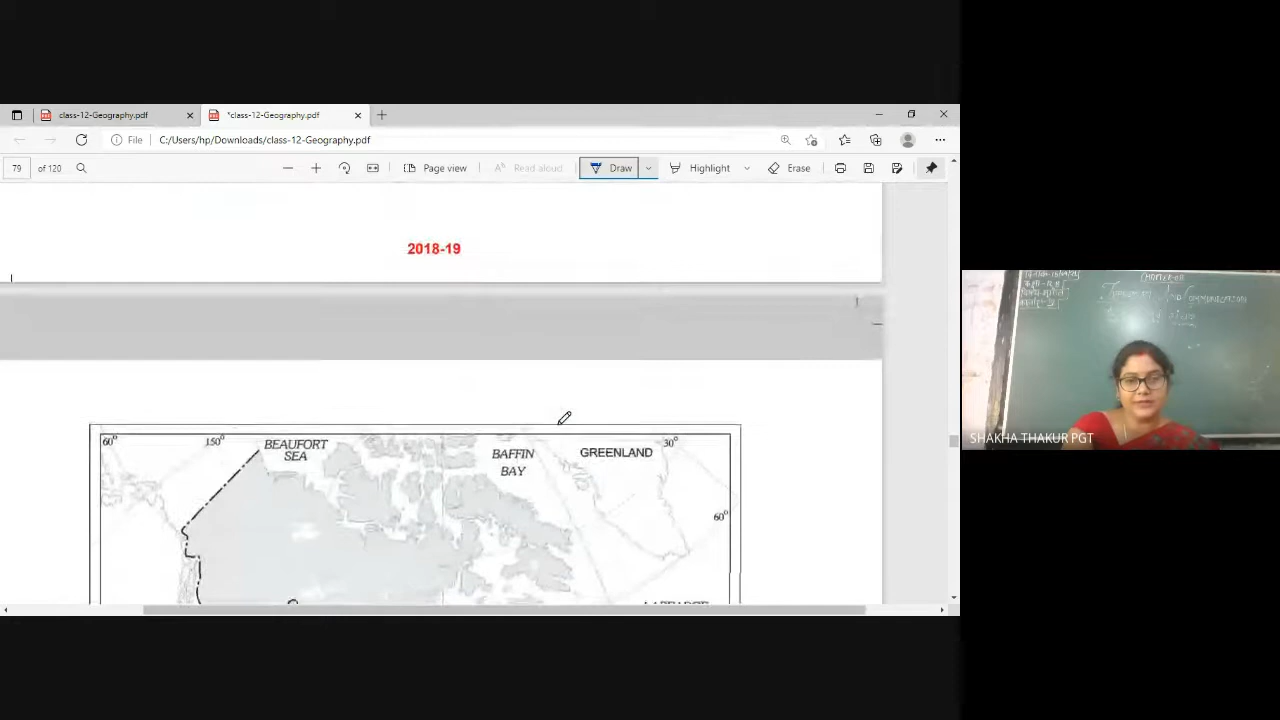 class-12-Geography.pdf
*class-12-Geography.pdf
File
C:/Users/hp/Downloads/class-12-Geography.pdf
79 of 120
Page view
Read aloud
Draw
Highlight
Erase
2018-19
60°
150°
BEAUFORT
SEA
BAFFIN
BAY
GREENLAND
30°
60°
COMMUNICATION
SHAKHA THAKUR PGT